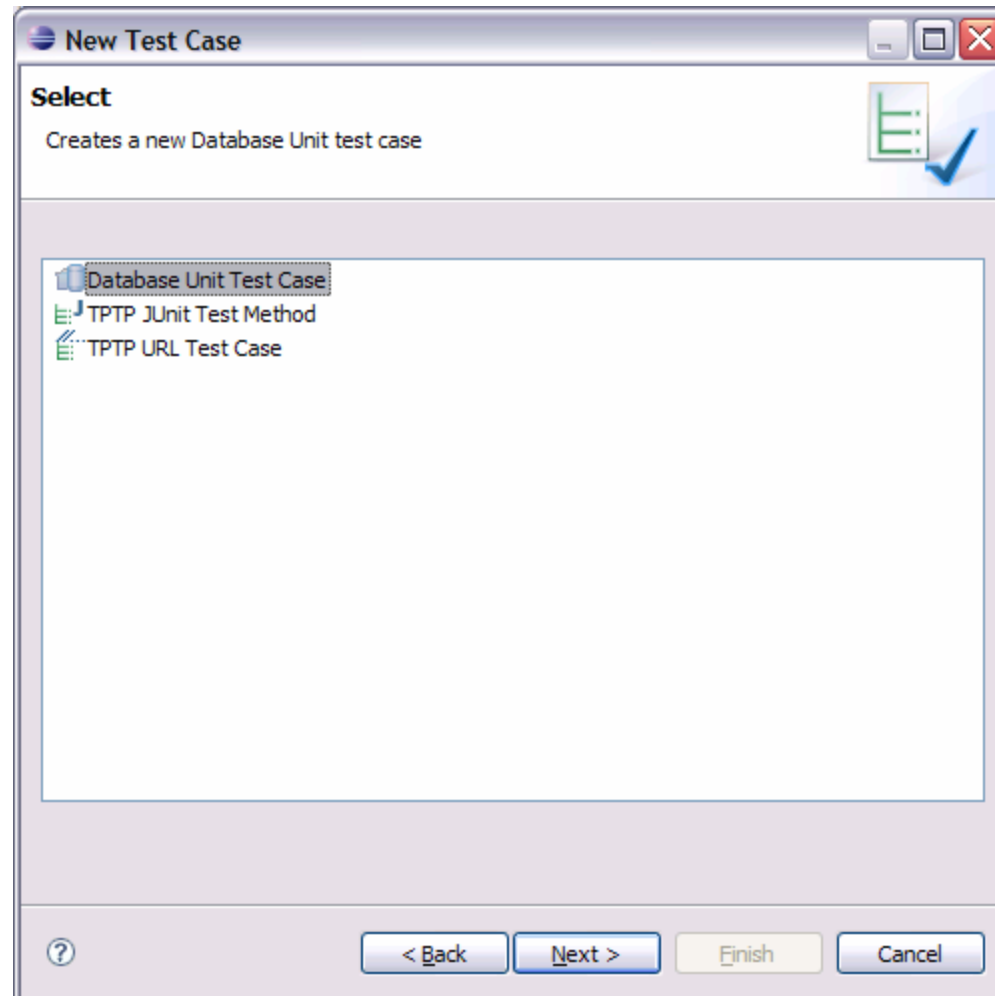 New Test Case
Select
Creates a new Database Unit test case
Database Unit Test Case
TPTP JUnit Test Method
TPTP URL Test Case
? < Back Next > Finish Cancel